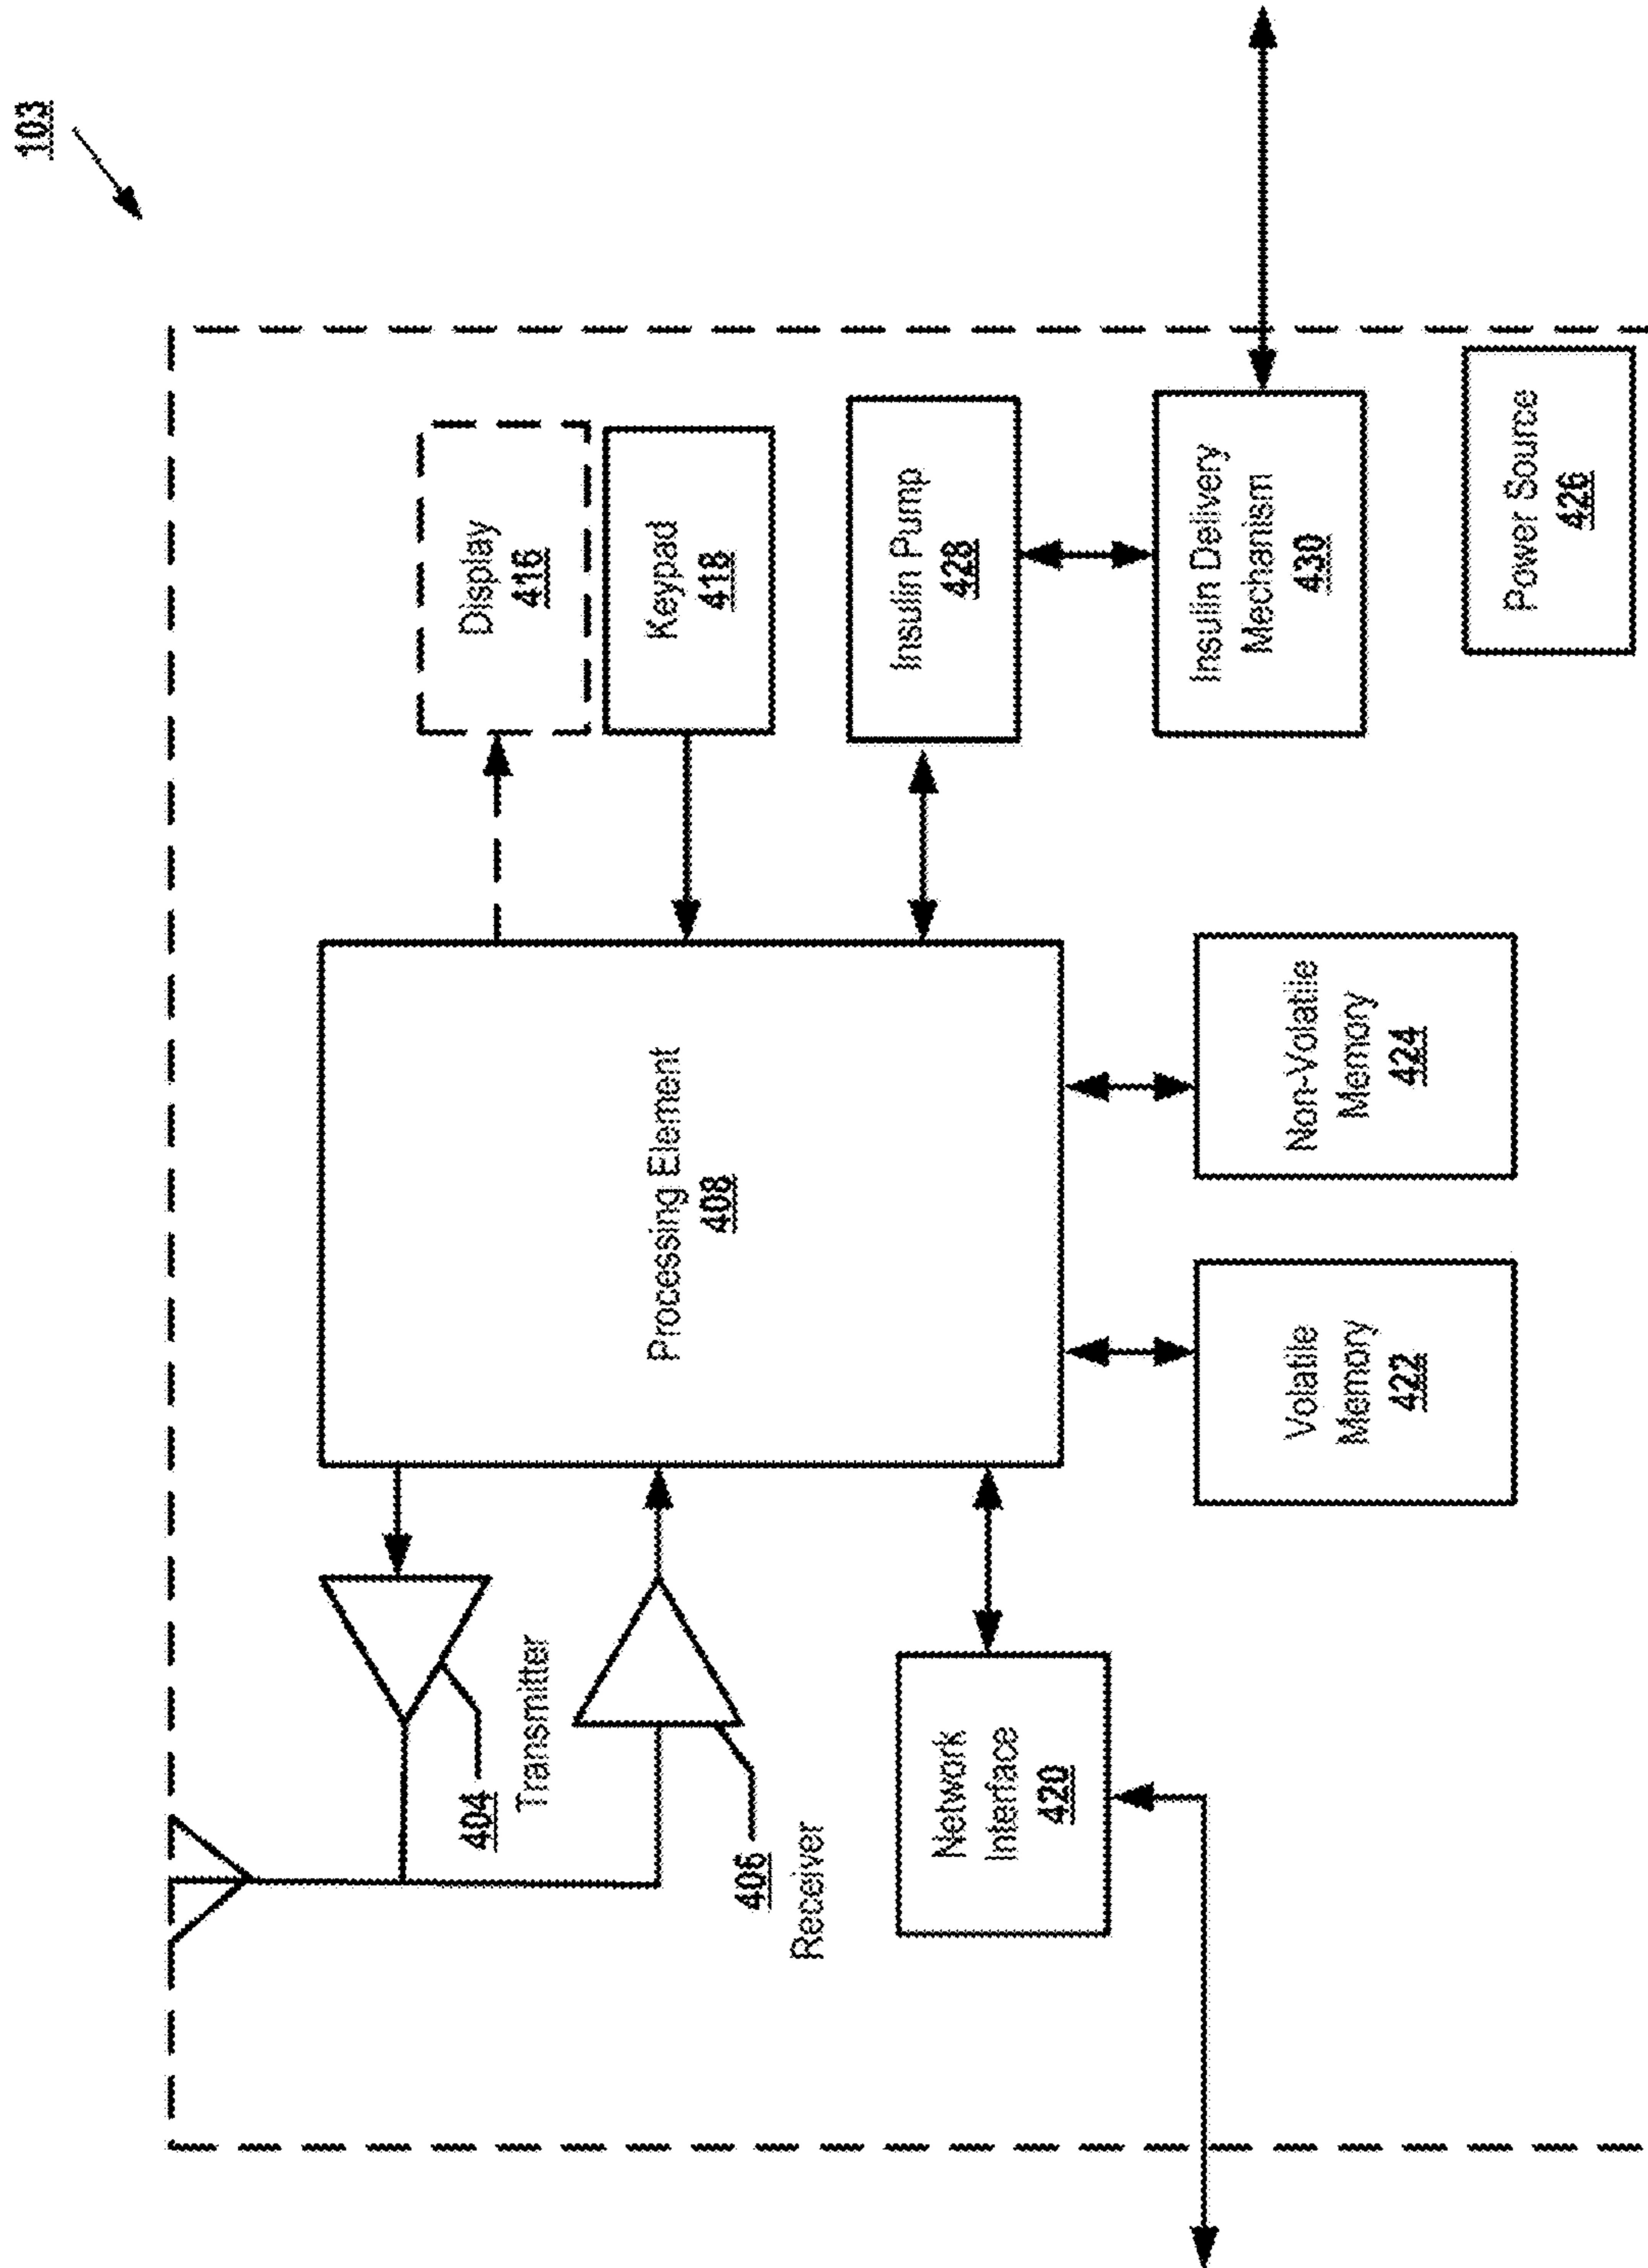 103
404
Transmitter
406
Receiver
Processing Element
408
Display
416
Keypad
418
Network
Interface
420
Insulin Pump
428
Volatile
Memory
422
Non-Volatile
Memory
424
Insulin Delivery
Mechanism
430
Power Source
426